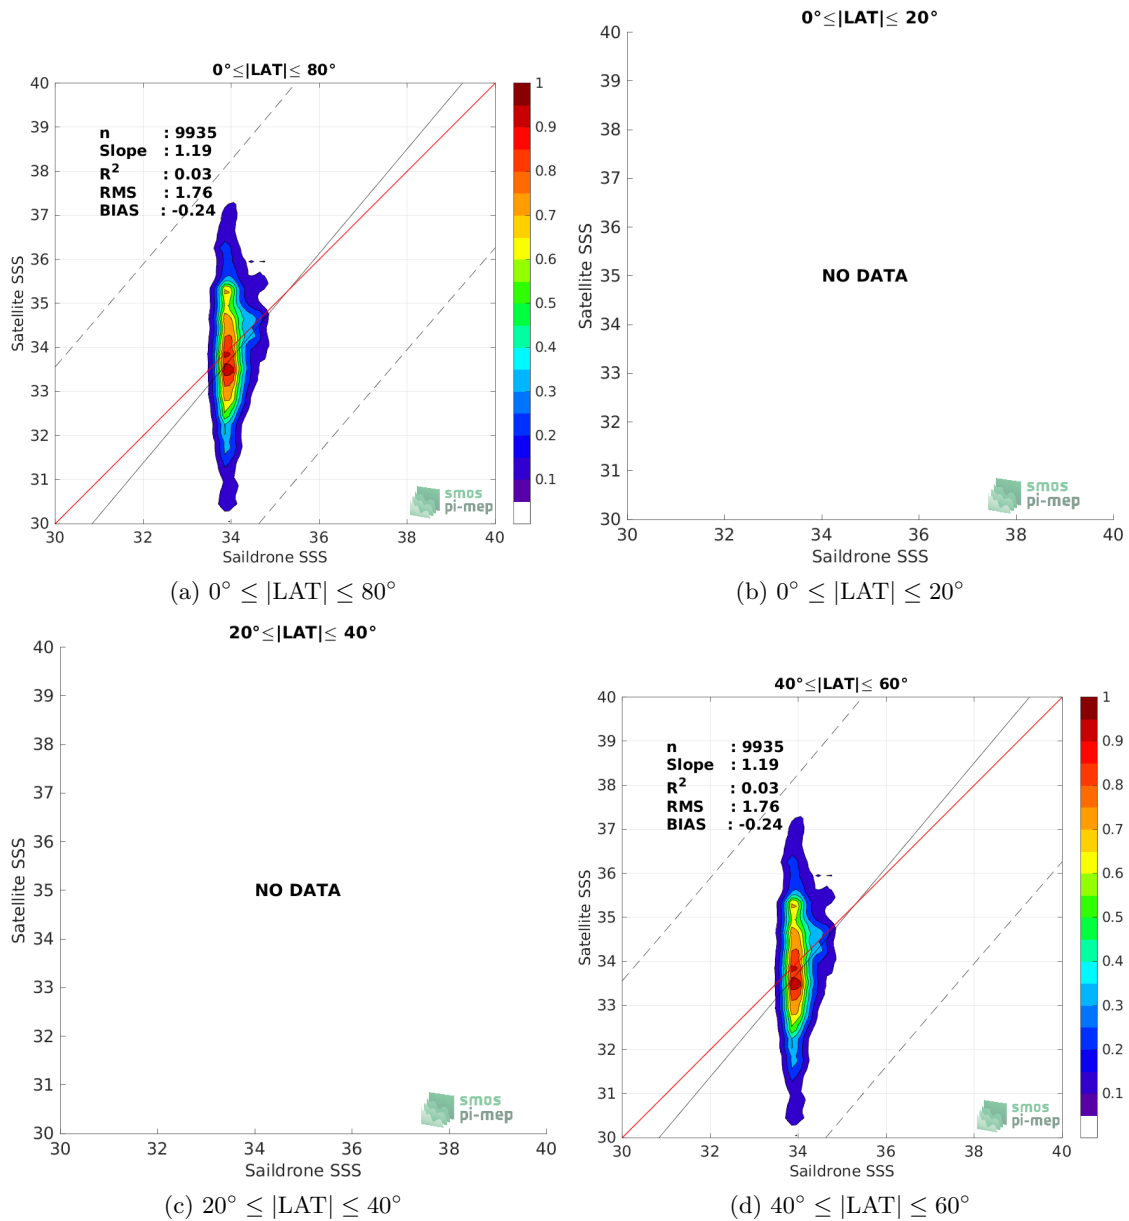 0°≤|LAT|≤ 80°
40
39
38
37
36
35
34
33
32
31
30
n : 9935
Slope : 1.19
R² : 0.03
RMS : 1.76
BIAS : -0.24
Satellite SSS
30 32 34 36 38 40
Saildrone SSS
1
0.9
0.8
0.7
0.6
0.5
0.4
0.3
0.2
0.1
smos
pi-mep
(a) 0° ≤ |LAT| ≤ 80°
0°≤|LAT|≤ 20°
40
39
38
37
36
35
34
33
32
31
30
Satellite SSS
NO DATA
smos
pi-mep
30 32 34 36 38 40
Saildrone SSS
(b) 0° ≤ |LAT| ≤ 20°
20°≤|LAT|≤ 40°
40
39
38
37
36
35
34
33
32
31
30
Satellite SSS
NO DATA
smos
pi-mep
30 32 34 36 38 40
Saildrone SSS
(c) 20° ≤ |LAT| ≤ 40°
40°≤|LAT|≤ 60°
40
39
38
37
36
35
34
33
32
31
30
n : 9935
Slope : 1.19
R² : 0.03
RMS : 1.76
BIAS : -0.24
Satellite SSS
30 32 34 36 38 40
Saildrone SSS
1
0.9
0.8
0.7
0.6
0.5
0.4
0.3
0.2
0.1
smos
pi-mep
(d) 40° ≤ |LAT| ≤ 60°